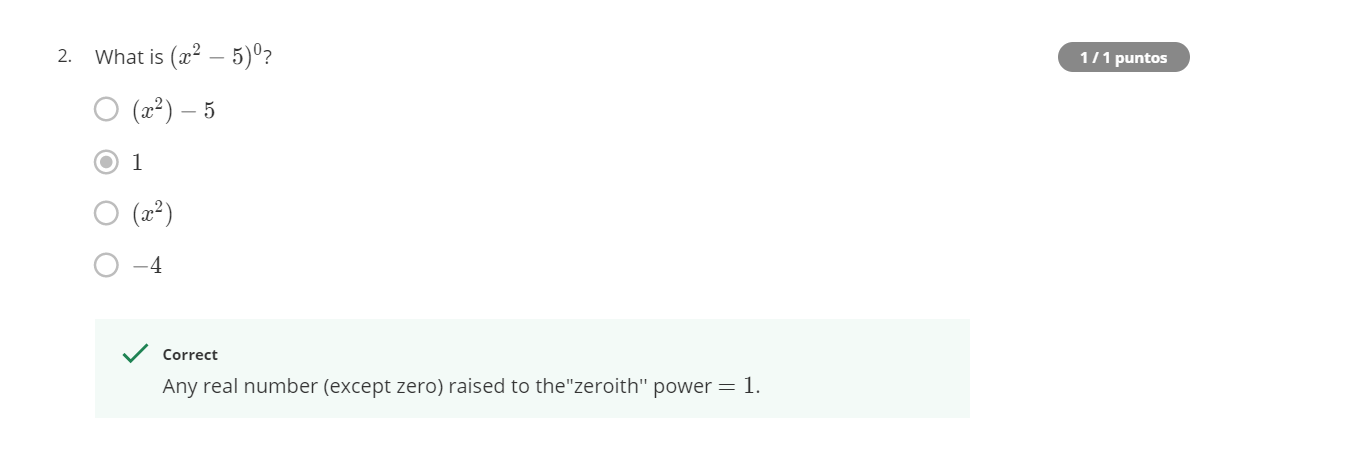 2. What is (x² − 5)⁰? 1 / 1 puntos
(x²) − 5
1
(x²)
−4
Correct
Any real number (except zero) raised to the"zeroith'' power = 1.